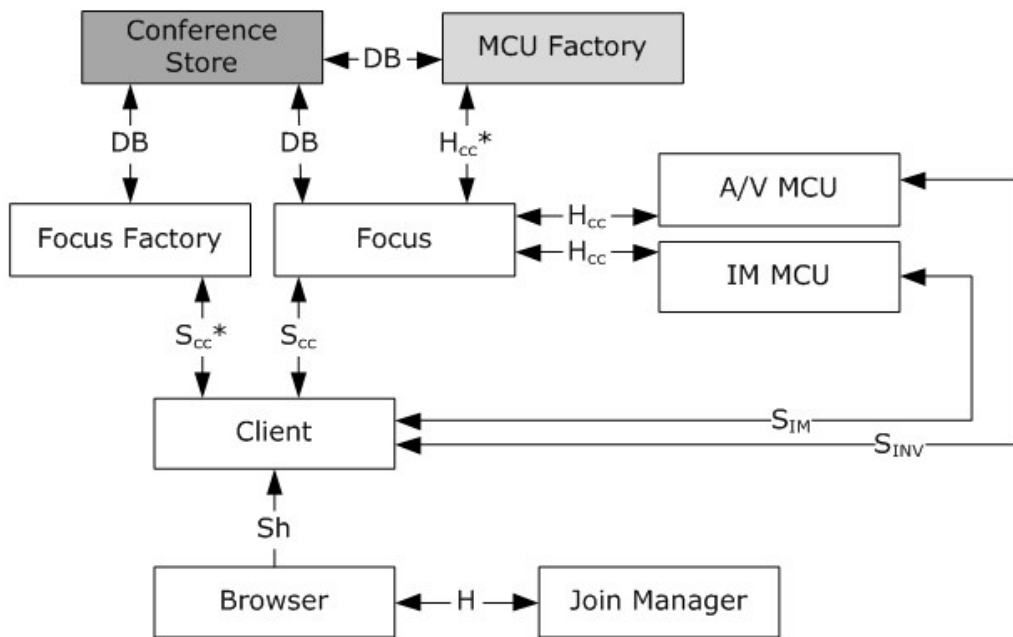 Conference
Store
DB
MCU Factory
DB
DB
Hcc*
A/V MCU
Focus Factory
Focus
Hcc
Hcc
IM MCU
Scc*
Scc
Client
SIM
SINV
Sh
Browser
H
Join Manager